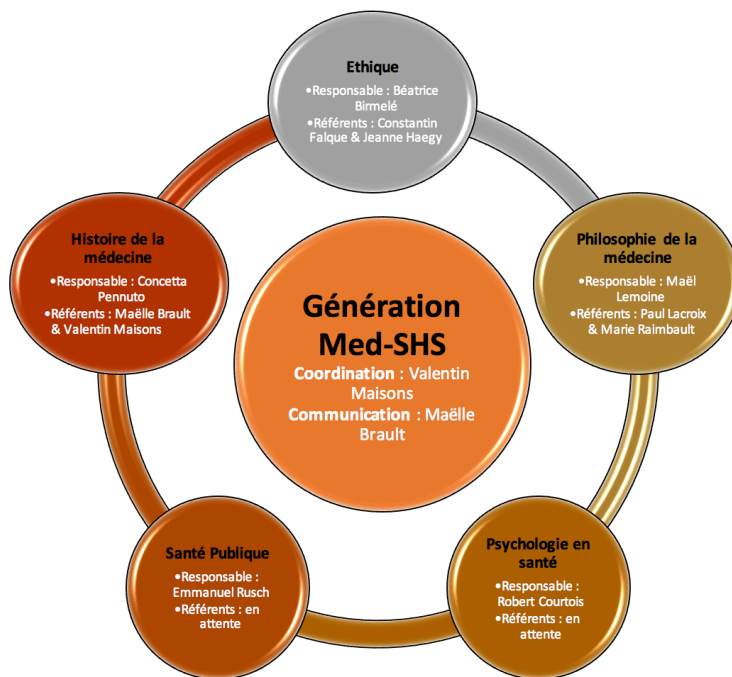 Ethique
•Responsable : Béatrice
Birmelé
•Référents : Constantin
Falque & Jeanne Haegy
Histoire de la
médecine
•Responsable : Concetta
Pennuto
•Référents : Maëlle Brault
& Valentin Maisons
Philosophie de la
médecine
•Responsable : Maël
Lemoine
•Référents : Paul Lacroix
& Marie Raimbault
Génération
Med-SHS
Coordination : Valentin
Maisons
Communication : Maëlle
Brault
Santé Publique
•Responsable :
Emmanuel Rusch
•Référents : en
attente
Psychologie en
santé
•Responsable :
Robert Courtois
•Référents : en
attente